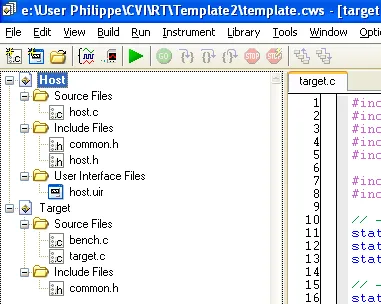 e:\User Philippe\CVI\RT\Template2\template.cws - [target
File Edit View Build Run Instrument Library Tools Window O
GO STOP STOP
Host
Source Files
host.c
Include Files
common.h
host.h
User Interface Files
host.uir
Target
Source Files
bench.c
target.c
Include Files
common.h
target.c
1 #inc
2 #inc
3 #inc
4 #inc
5 #inc
6
7 #inc
8 #inc
9
10 // -
11 stat
12 stat
13 stat
14
15 // -
16 stat